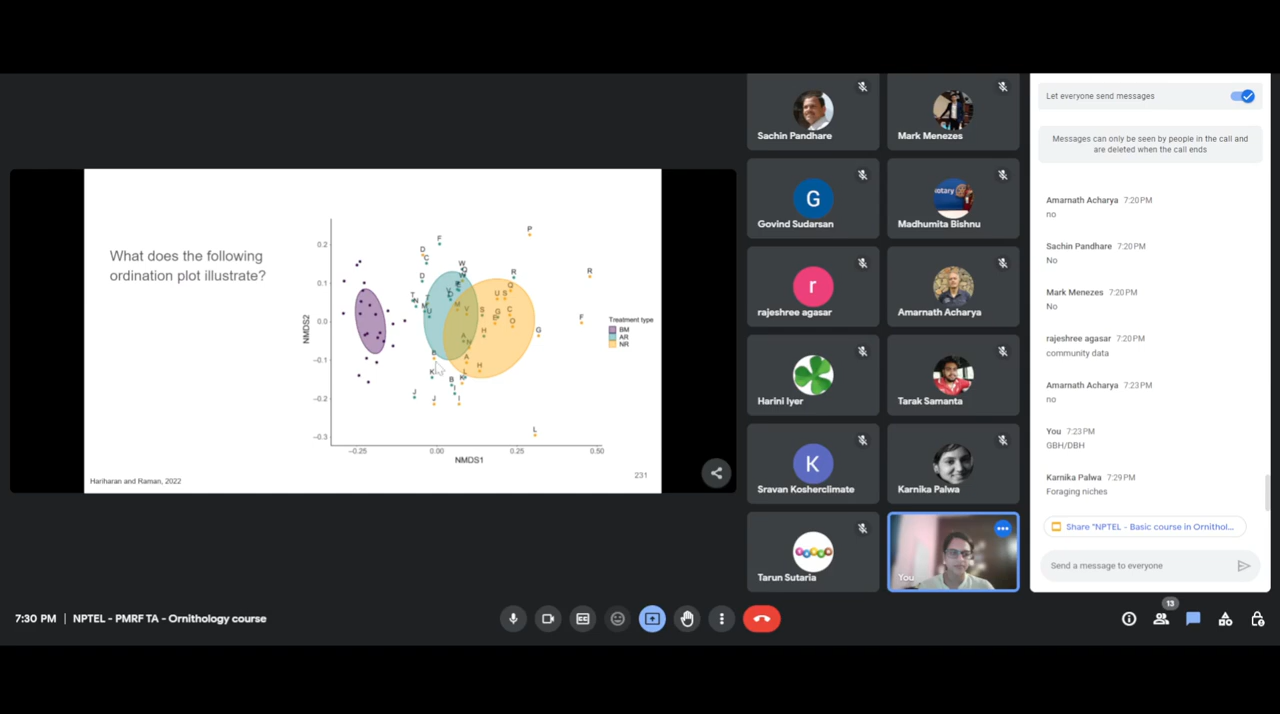 What does the following
ordination plot illustrate?
NMDS2
0.2
0.1
0.0
−0.1
−0.2
−0.3
−0.25
0.00
0.25
0.50
NMDS1
Treatment type
BM
AR
NR
Hariharan and Raman, 2022
231
Sachin Pandhare
Mark Menezes
G
Govind Sudarsan
otary
Madhumita Bishnu
r
rajeshree agasar
Amarnath Acharya
Harini Iyer
Tarak Samanta
K
Sravan Kosherclimate
Karnika Palwa
Tarun Sutaria
You
Let everyone send messages
Messages can only be seen by people in the call and
are deleted when the call ends
Amarnath Acharya 7:20 PM
no
Sachin Pandhare 7:20 PM
No
Mark Menezes 7:20 PM
No
rajeshree agasar 7:20 PM
community data
Amarnath Acharya 7:23 PM
no
You 7:23 PM
GBH/DBH
Karnika Palwa 7:29 PM
Foraging niches
Share "NPTEL - Basic course in Ornithol...
Send a message to everyone
7:30 PM | NPTEL - PMRF TA - Ornithology course
13